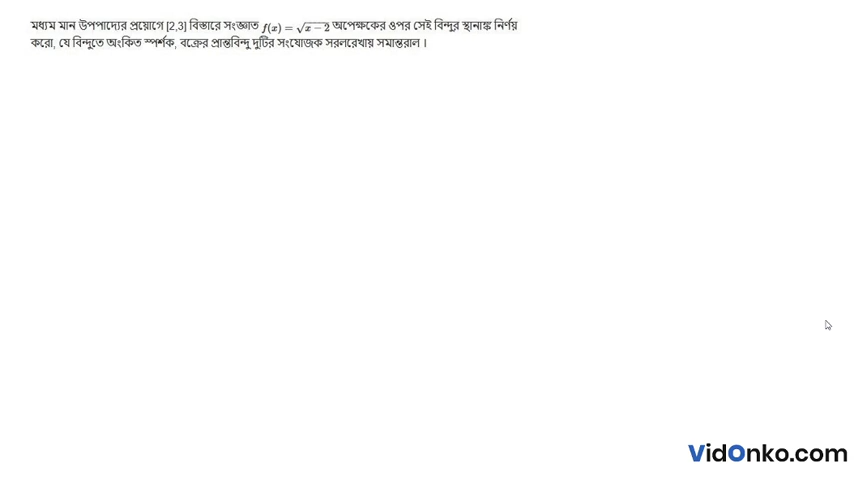 মধ্যম মান উপপাদ্যের প্রয়োগে [2,3] বিস্তারে সংজ্ঞাত f(x) = √x − 2 অপেক্ষকের ওপর সেই বিন্দুর স্থানাঙ্ক নির্ণয়
করো, যে বিন্দুতে অংকিত স্পর্শক, বক্রের প্রান্তবিন্দু দুটির সংযোজক সরলরেখায় সমান্তরাল ।
VidOnko.com